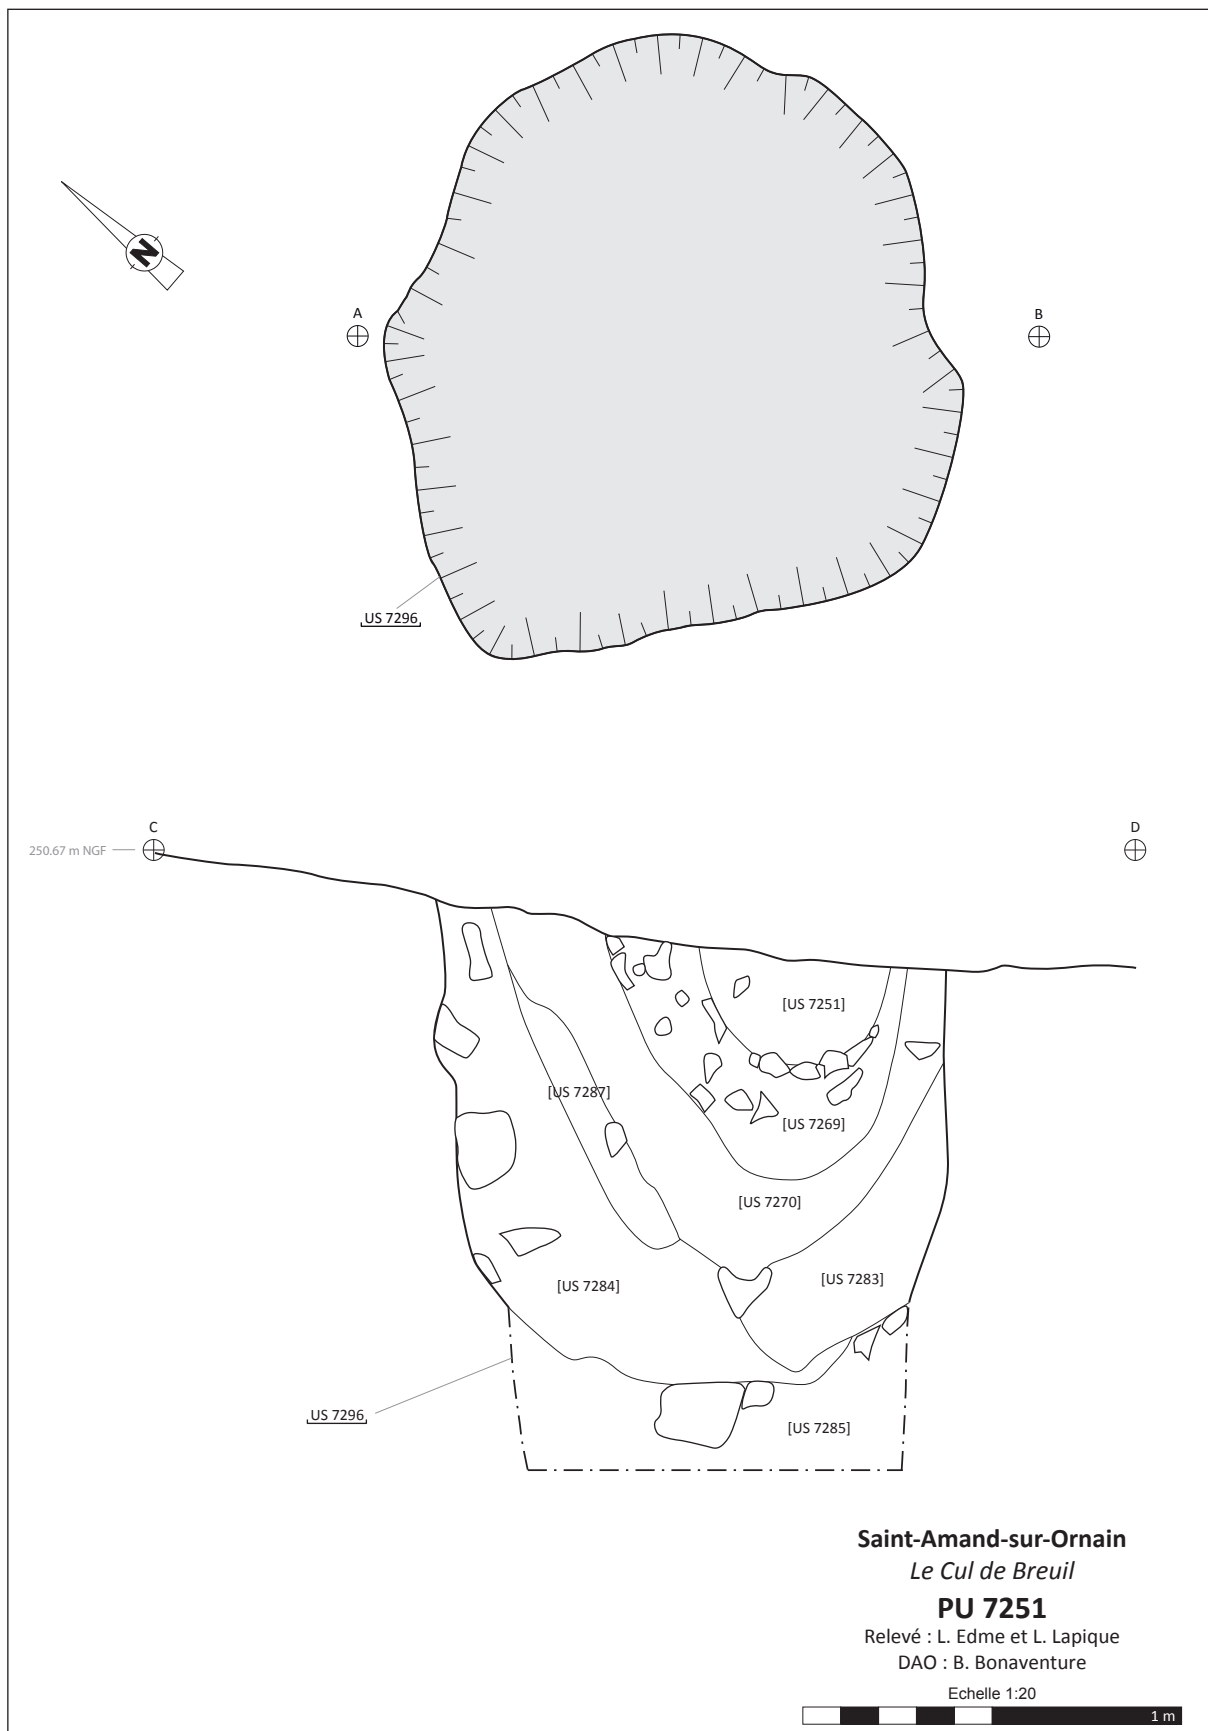 N
A
B
US 7296
C
D
250.67 m NGF
[US 7251]
[US 7287]
[US 7269]
[US 7270]
[US 7283]
[US 7284]
US 7296
[US 7285]
Saint-Amand-sur-Ornain
Le Cul de Breuil
PU 7251
Relevé : L. Edme et L. Lapique
DAO : B. Bonaventure
Echelle 1:20
1 m